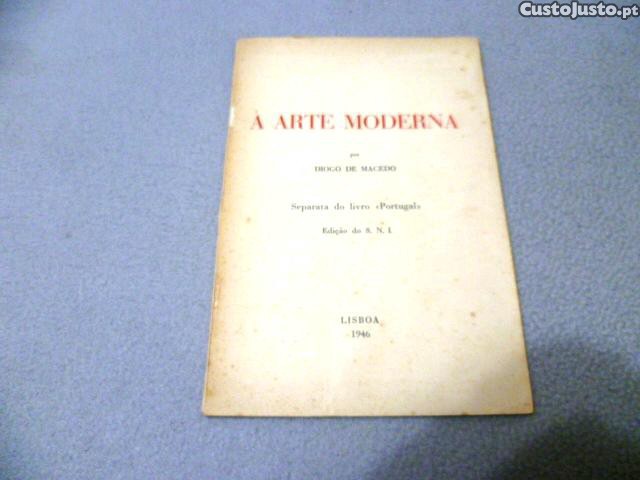 CustoJusto.pt
A ARTE MODERNA
por
DIOGO DE MACEDO
Separata do livro «Portugal»
Edição do S. N. I.
LISBOA
1946